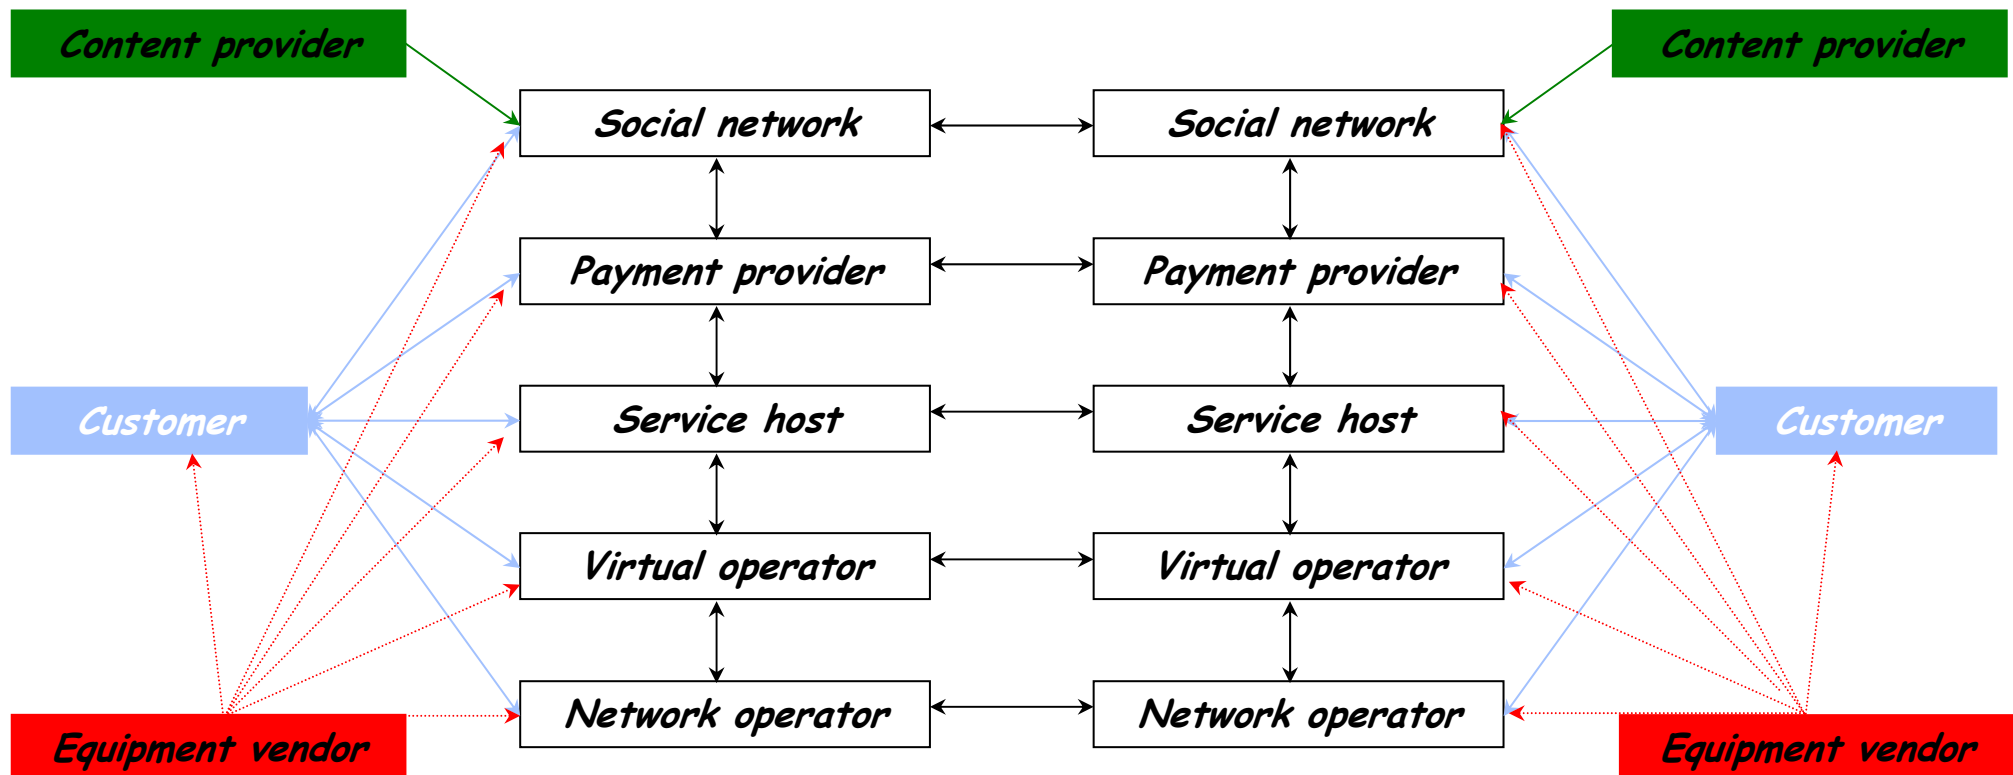 Content provider
Content provider
Social network
Social network
Payment provider
Payment provider
Customer
Service host
Service host
Customer
Virtual operator
Virtual operator
Network operator
Network operator
Equipment vendor
Equipment vendor